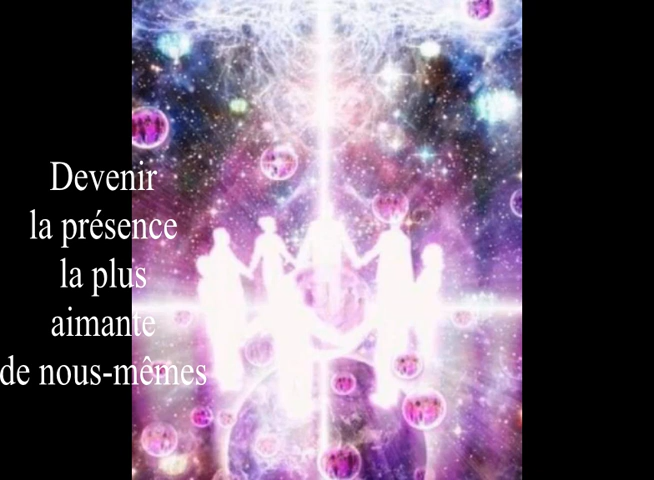 Devenir
la présence
la plus
aimante
de nous-mêmes